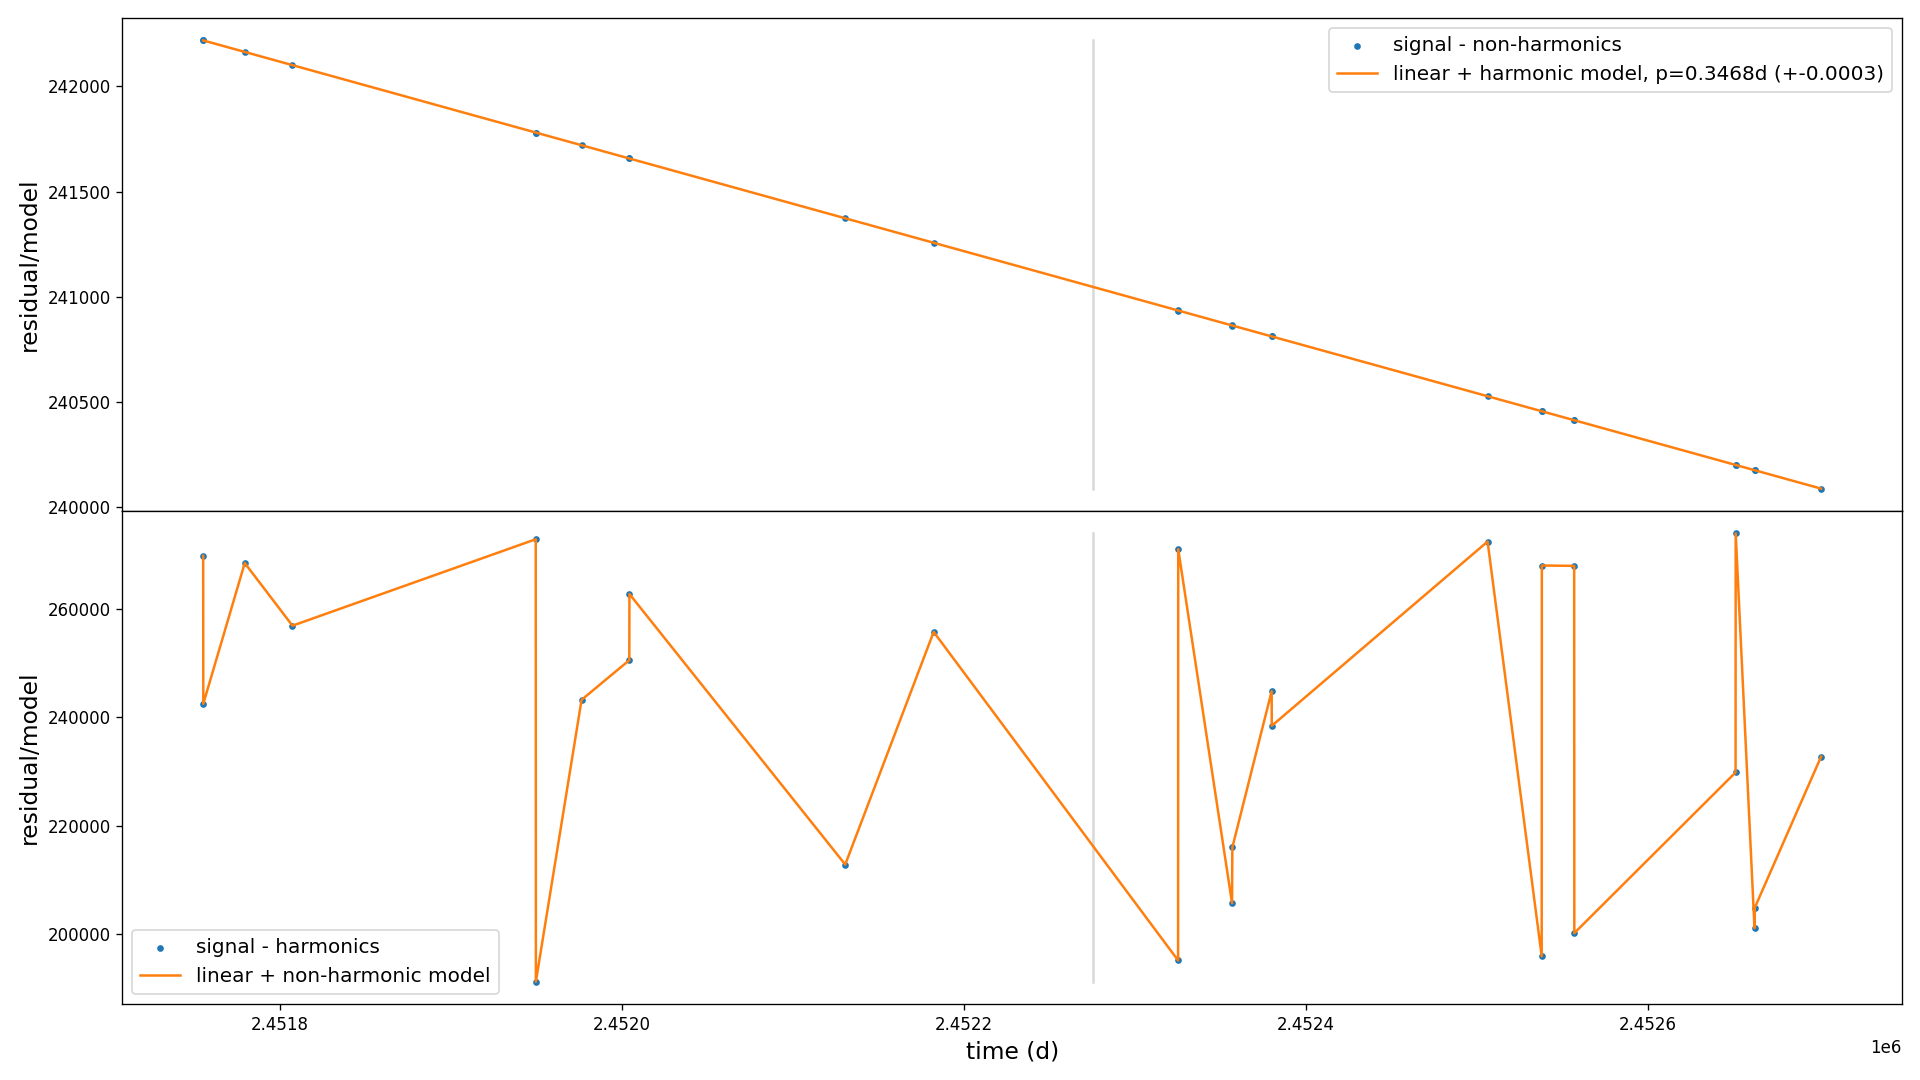 signal - non-harmonics
linear + harmonic model, p=0.3468d (+-0.0003)
242000
241500
241000
240500
240000
residual/model
260000
240000
220000
200000
residual/model
signal - harmonics
linear + non-harmonic model
2.4518 2.4520 2.4522 2.4524 2.4526
1e6
time (d)